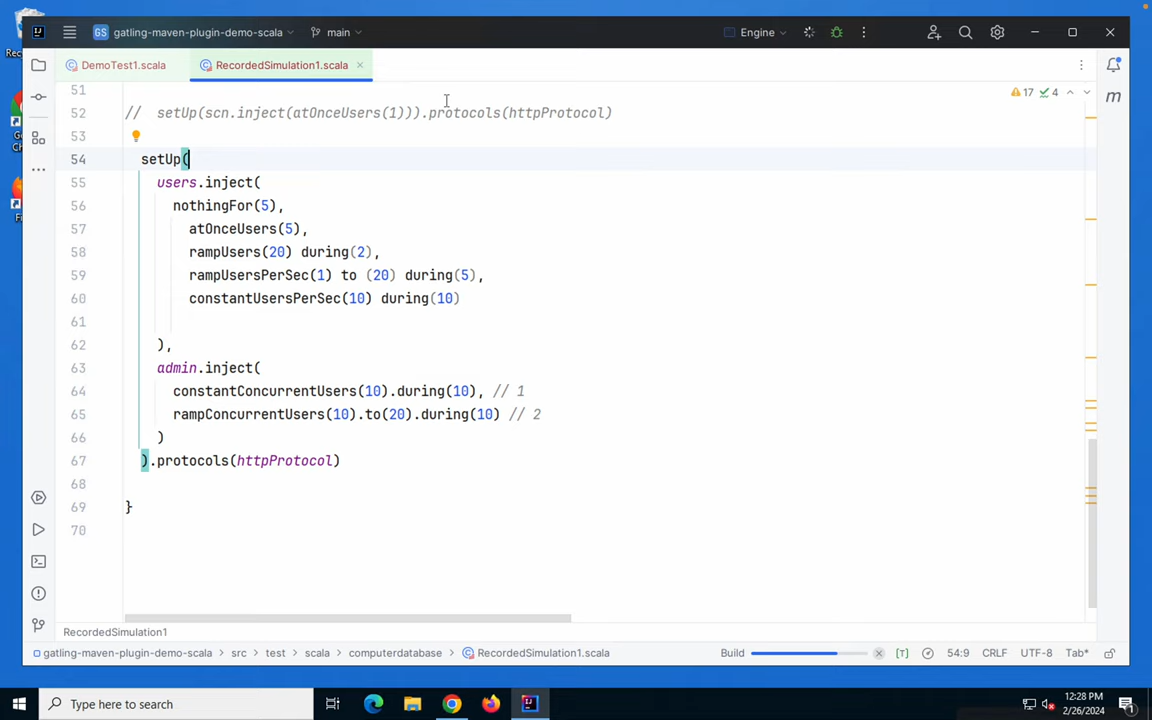 GS gatling-maven-plugin-demo-scala main Engine
DemoTest1.scala RecordedSimulation1.scala
17 4
51
52 // setUp(scn.inject(atOnceUsers(1))).protocols(httpProtocol)
53
54 setUp(
55 users.inject(
56 nothingFor(5),
57 atOnceUsers(5),
58 rampUsers(20) during(2),
59 rampUsersPerSec(1) to (20) during(5),
60 constantUsersPerSec(10) during(10)
61
62 ),
63 admin.inject(
64 constantConcurrentUsers(10).during(10), // 1
65 rampConcurrentUsers(10).to(20).during(10) // 2
66 )
67 ).protocols(httpProtocol)
68
69 }
70
RecordedSimulation1
gatling-maven-plugin-demo-scala src test scala computerdatabase RecordedSimulation1.scala Build [T] 54:9 CRLF UTF-8 Tab*
Type here to search
12:28 PM
2/26/2024
1